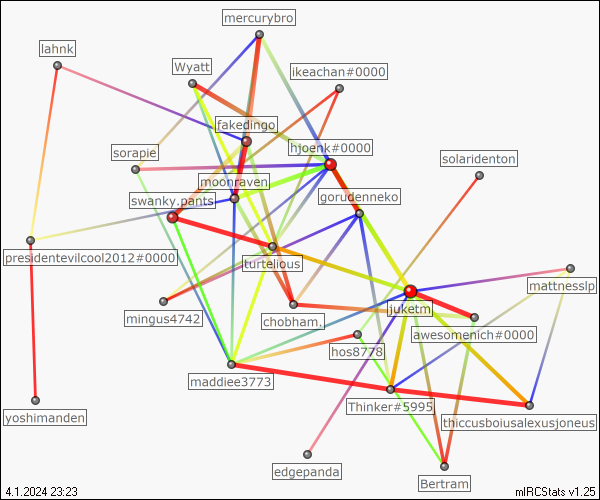 mercurybro
lahnk
Wyatt
ikeachan#0000
fakedingo
hjoenk#0000
sorapie
solaridenton
moonraven
swanky.pants
gorudenneko
presidentevilcool2012#0000
turtelious
mattnesslp
mingus4742
chobham.
juketm
awesomenich#0000
hos8778
maddiee3773
Thinker#5995
yoshimanden
thiccusboiusalexusjoneus
edgepanda
Bertram
4.1.2024 23:23
mIRCStats v1.25